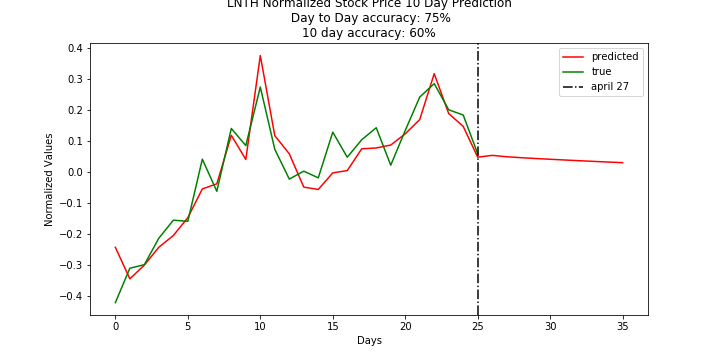 LNTH Normalized Stock Price 10 Day Prediction
Day to Day accuracy: 75%
10 day accuracy: 60%
predicted
true
april 27
Normalized Values
0.4
0.3
0.2
0.1
0.0
−0.1
−0.2
−0.3
−0.4
0 5 10 15 20 25 30 35
Days